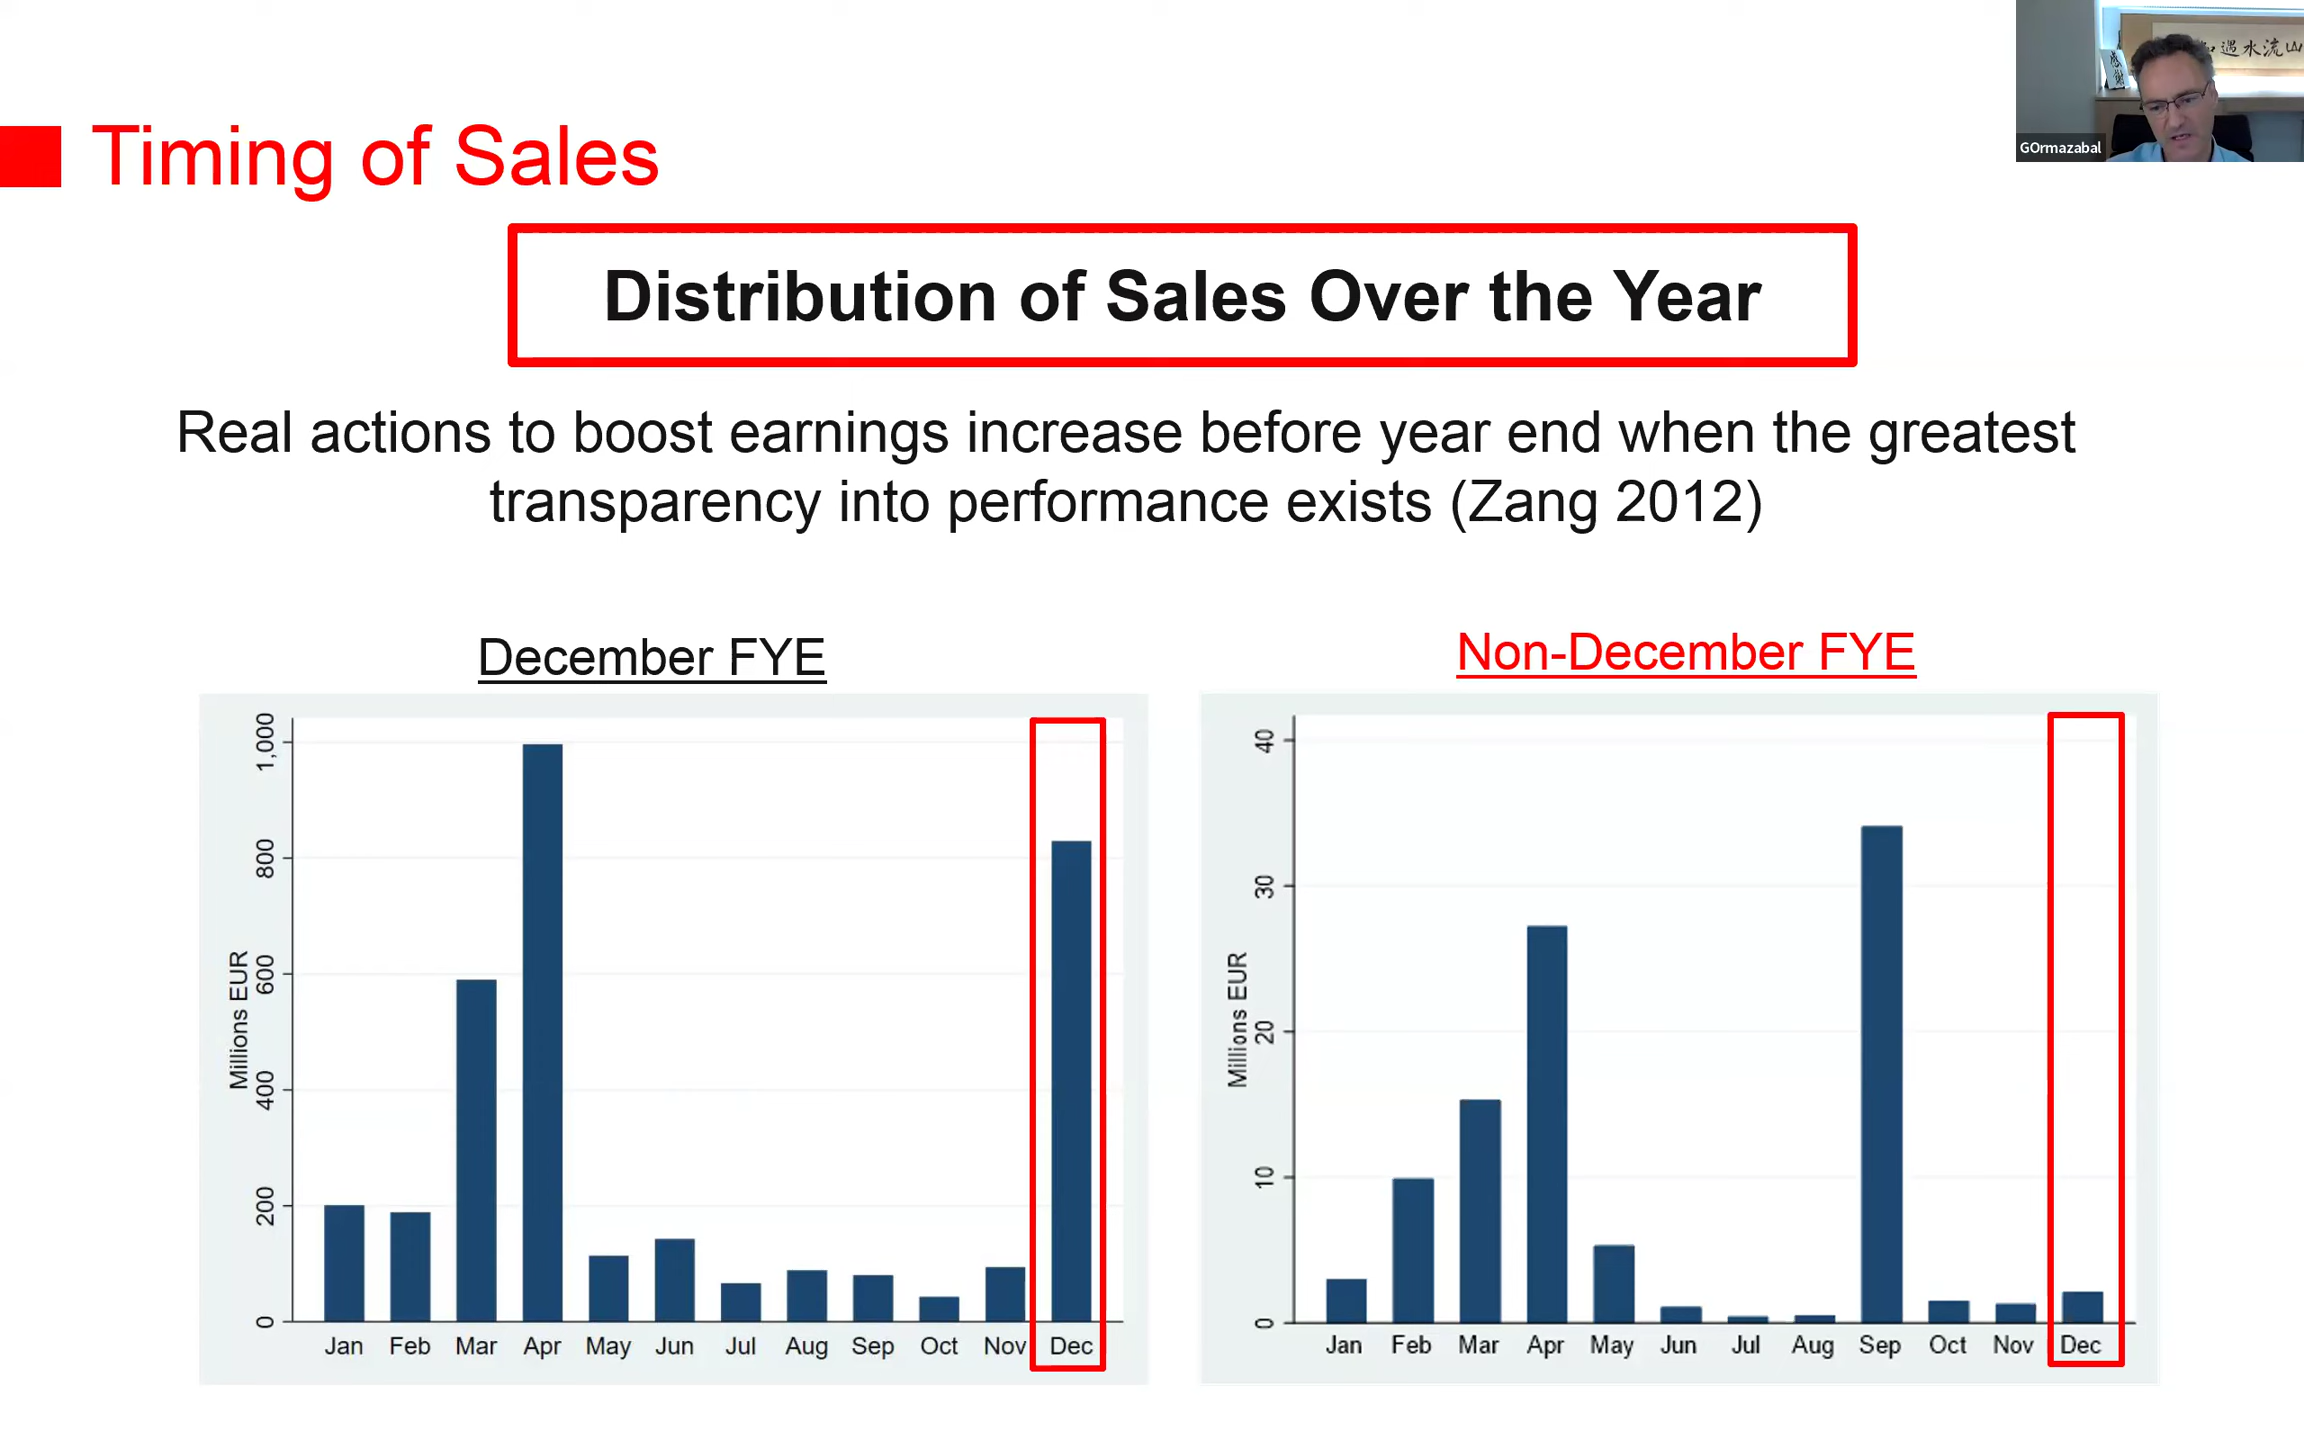 Timing of Sales
GOrmazabal
Distribution of Sales Over the Year
Real actions to boost earnings increase before year end when the greatest
transparency into performance exists (Zang 2012)
December FYE
Millions EUR
1,000
800
600
400
200
0
Jan Feb Mar Apr May Jun Jul Aug Sep Oct Nov Dec
Non-December FYE
Millions EUR
40
30
20
10
0
Jan Feb Mar Apr May Jun Jul Aug Sep Oct Nov Dec